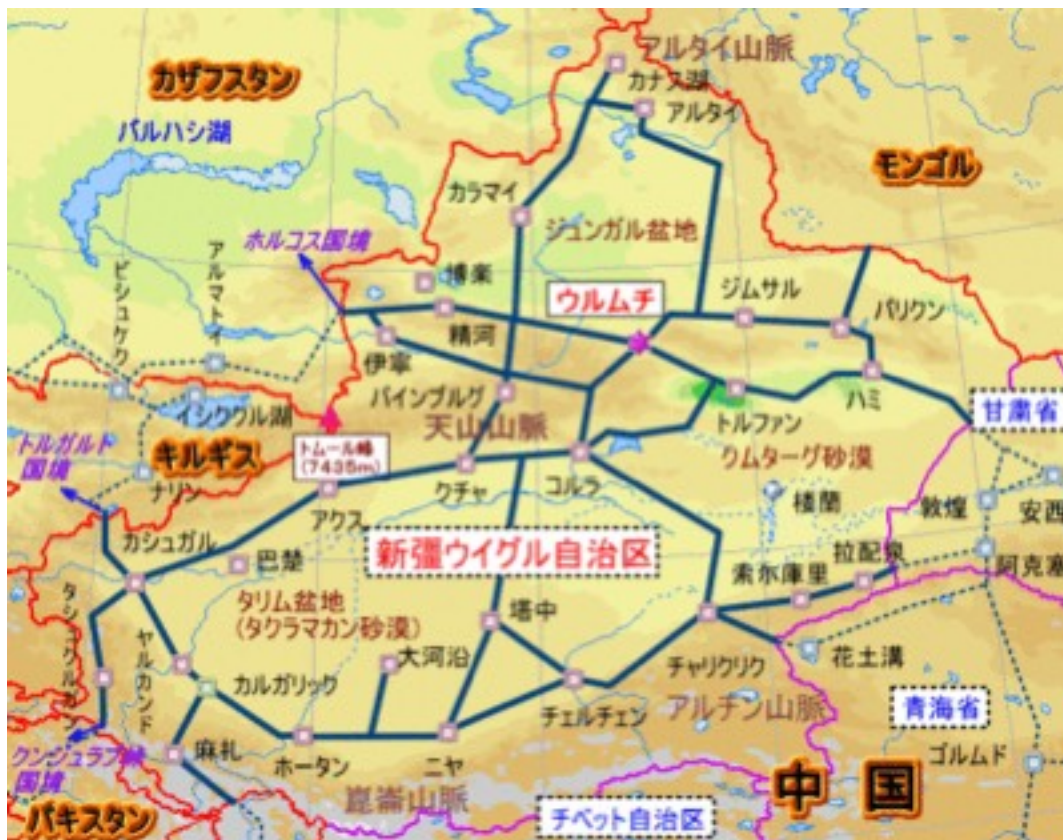 アルタイ山脈
カザフスタン
カナス湖
アルタイ
バルハシ湖
モンゴル
カラマイ
ジュンガル盆地
ホルコス国境
アルマトイ
ビシュケク
博楽
ウルムチ
ジムサル
バリクン
精河
伊寧
バインブルグ
ハミ
甘粛省
イシククル湖
トルファン
天山山脈
トルガルト
国境
キルギス
トムール峰
(7435m)
クムターグ砂漠
ナリン
クチャ
コルラ
楼蘭
敦煌
安西
アクス
カシュガル
新疆ウイグル自治区
拉配泉
巴楚
索尔庫里
阿克塞
タリム盆地
(タクラマカン砂漠)
塔中
タシュクルガン
ヤルカンド
大河沿
チャリクリク
花土溝
カルガリック
チェルチェン
アルチン山脈
青海省
クンジュラブ峠
国境
麻札
ホータン
ニヤ
ゴルムド
崑崙山脈
中国
パキスタン
チベット自治区